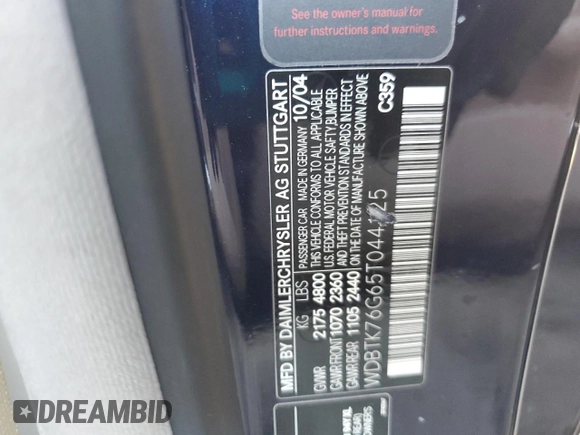 See the owner's manual for
further instructions and warnings.
MFD BY DAIMLERCHRYSLER AG STUTTGART
PASSENGER CAR MADE IN GERMANY 10/04
KG LBS THIS VEHICLE CONFORMS TO ALL APPLICABLE
GVWR 2175 4800 U.S. FEDERAL MOTOR VEHICLE SAFTY, BUMPER
GAWR FRONT 1070 2360 AND THEFT PREVENTION STANDARDS IN EFFECT
GAWR REAR 1105 2440 ON THE DATE OF MANUFACTURE SHOWN ABOVE
WDBTK76G65T044125 C359
DREAMBID